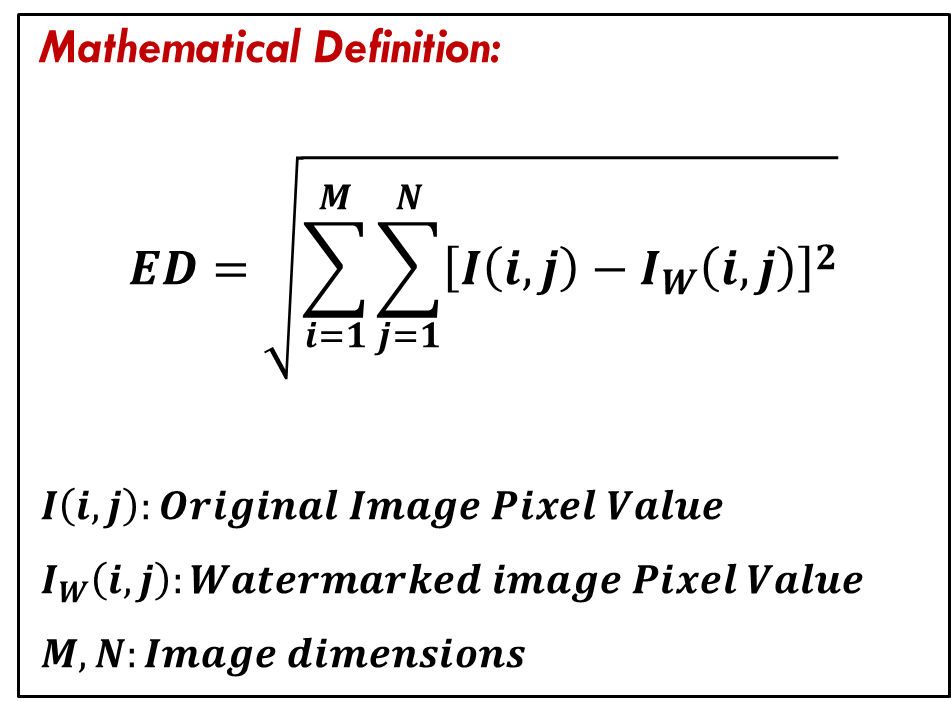 Mathematical Definition:
ED = √∑_{i=1}^{M} ∑_{j=1}^{N} [I(i,j) − I_W(i,j)]²
I(i,j): Original Image Pixel Value
I_W(i,j): Watermarked image Pixel Value
M, N: Image dimensions